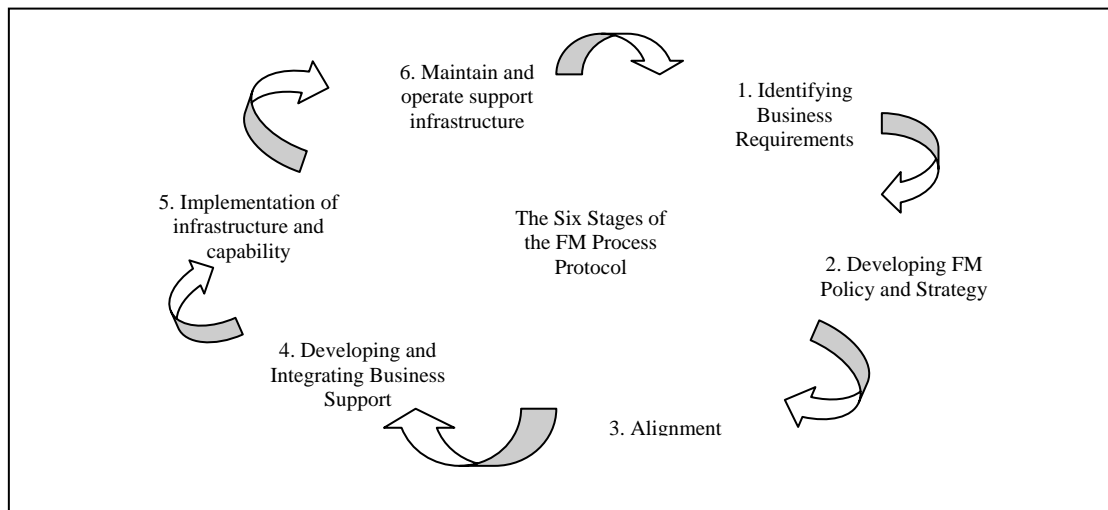 The Six Stages of
the FM Process
Protocol
1. Identifying
Business
Requirements
2. Developing FM
Policy and Strategy
3. Alignment
4. Developing and
Integrating Business
Support
5. Implementation of
infrastructure and
capability
6. Maintain and
operate support
infrastructure